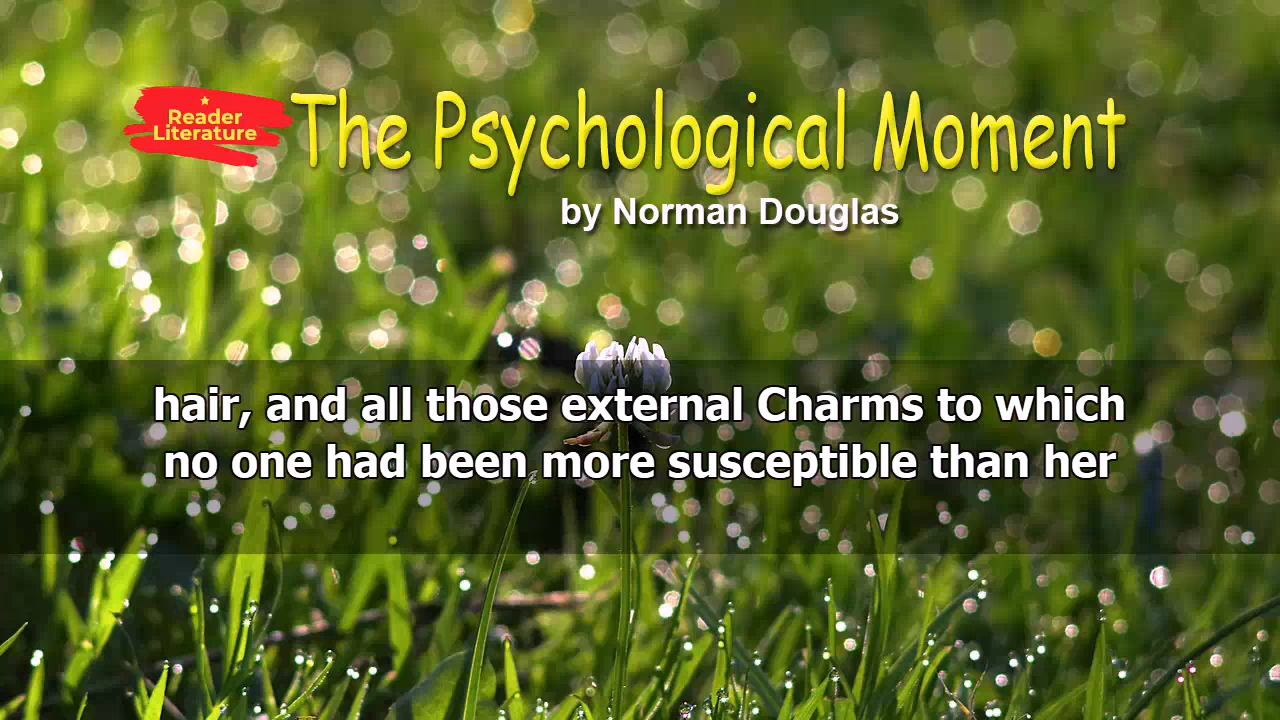 Reader
Literature
The Psychological Moment
by Norman Douglas
hair, and all those external Charms to which
no one had been more susceptible than her